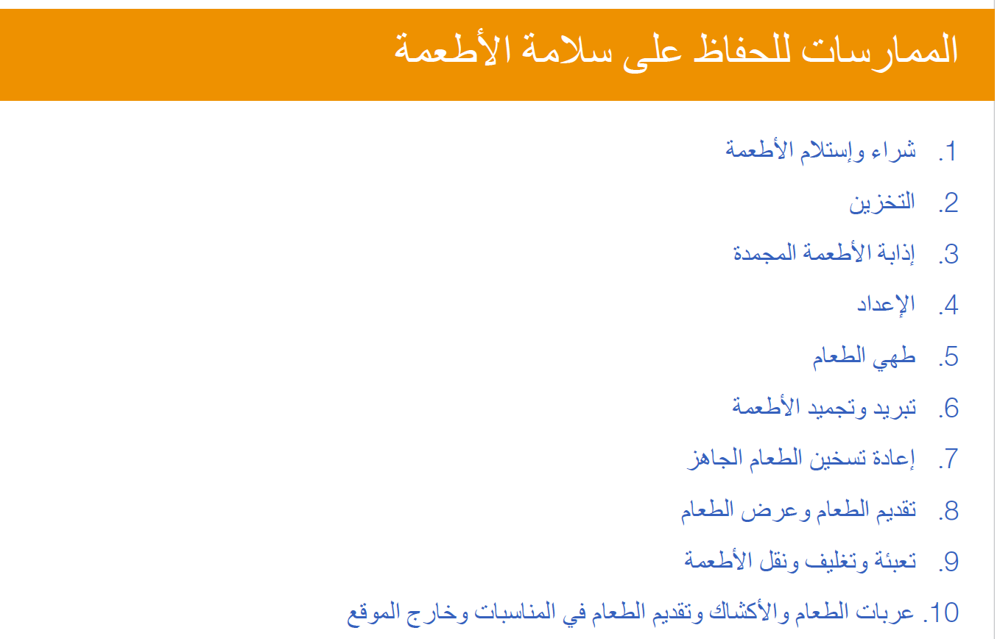 الممارسات للحفاظ على سلامة الأطعمة
1. شراء وإستلام الأطعمة
2. التخزين
3. إذابة الأطعمة المجمدة
4. الإعداد
5. طهي الطعام
6. تبريد وتجميد الأطعمة
7. إعادة تسخين الطعام الجاهز
8. تقديم الطعام وعرض الطعام
9. تعبئة وتغليف ونقل الأطعمة
10. عربات الطعام والأكشاك وتقديم الطعام في المناسبات وخارج الموقع